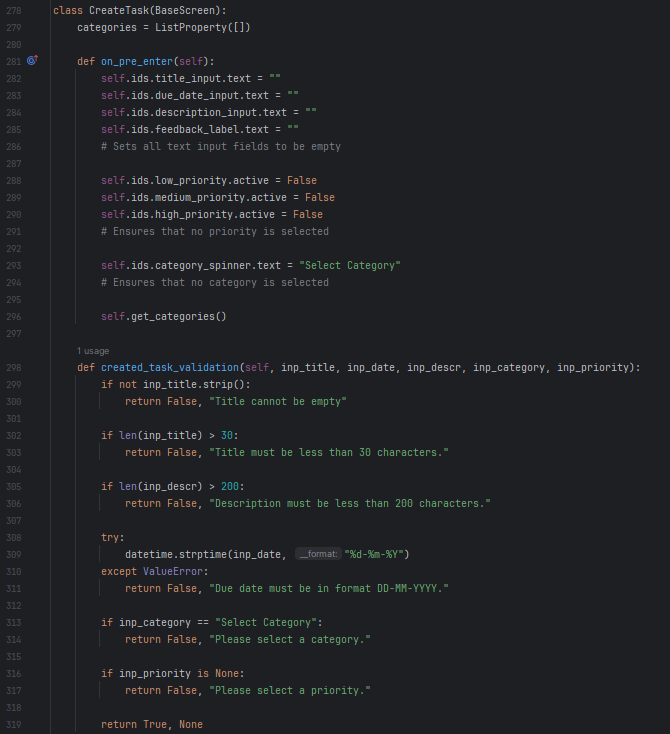 278 class CreateTask(BaseScreen):
279     categories = ListProperty([])
280
281     def on_pre_enter(self):
282         self.ids.title_input.text = ""
283         self.ids.due_date_input.text = ""
284         self.ids.description_input.text = ""
285         self.ids.feedback_label.text = ""
286         # Sets all text input fields to be empty
287
288         self.ids.low_priority.active = False
289         self.ids.medium_priority.active = False
290         self.ids.high_priority.active = False
291         # Ensures that no priority is selected
292
293         self.ids.category_spinner.text = "Select Category"
294         # Ensures that no category is selected
295
296         self.get_categories()
297
1 usage
298     def created_task_validation(self, inp_title, inp_date, inp_descr, inp_category, inp_priority):
299         if not inp_title.strip():
300             return False, "Title cannot be empty"
301
302         if len(inp_title) > 30:
303             return False, "Title must be less than 30 characters."
304
305         if len(inp_descr) > 200:
306             return False, "Description must be less than 200 characters."
307
308         try:
309             datetime.strptime(inp_date, __format: "%d-%m-%Y")
310         except ValueError:
311             return False, "Due date must be in format DD-MM-YYYY."
312
313         if inp_category == "Select Category":
314             return False, "Please select a category."
315
316         if inp_priority is None:
317             return False, "Please select a priority."
318
319         return True, None